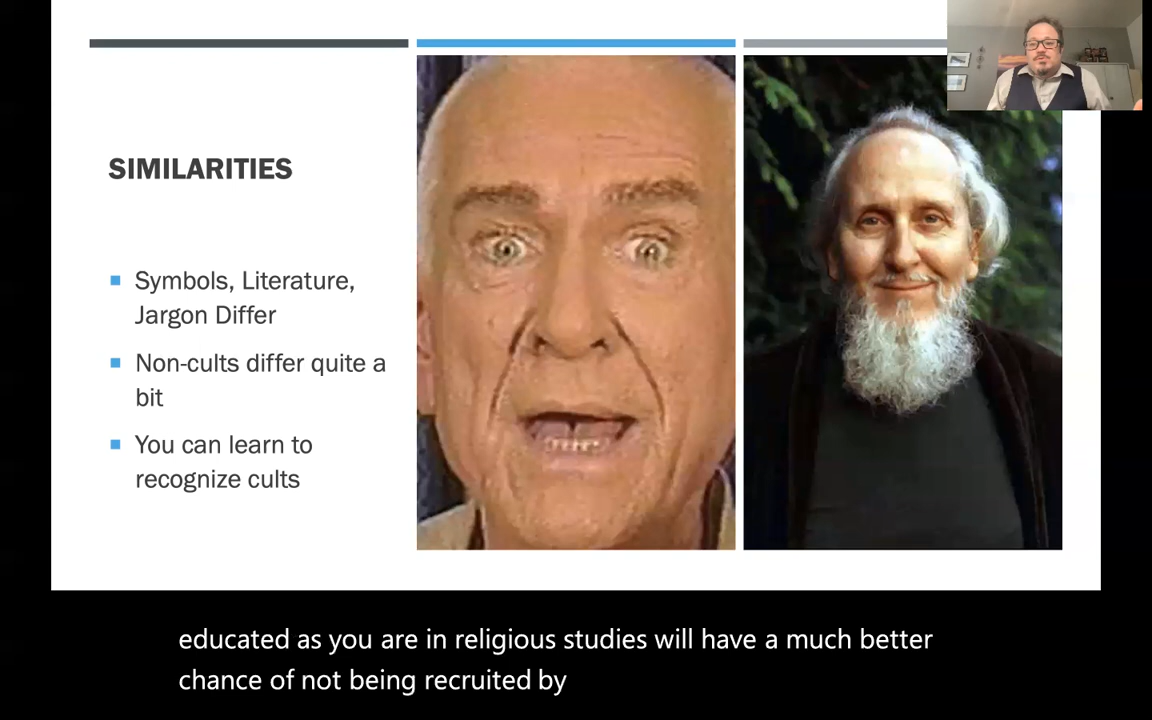 SIMILARITIES
Symbols, Literature,
Jargon Differ
Non-cults differ quite a
bit
You can learn to
recognize cults
educated as you are in religious studies will have a much better
chance of not being recruited by